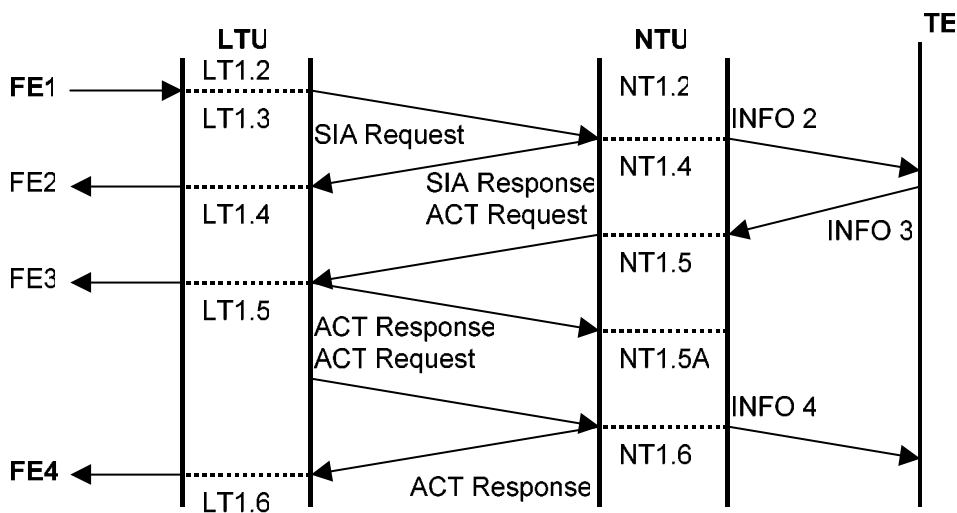 TE
LTU
NTU
LT1.2
FE1
NT1.2
LT1.3
INFO 2
SIA Request
NT1.4
FE2
SIA Response
LT1.4
ACT Request
INFO 3
NT1.5
FE3
LT1.5
ACT Response
ACT Request
NT1.5A
INFO 4
NT1.6
FE4
ACT Response
LT1.6